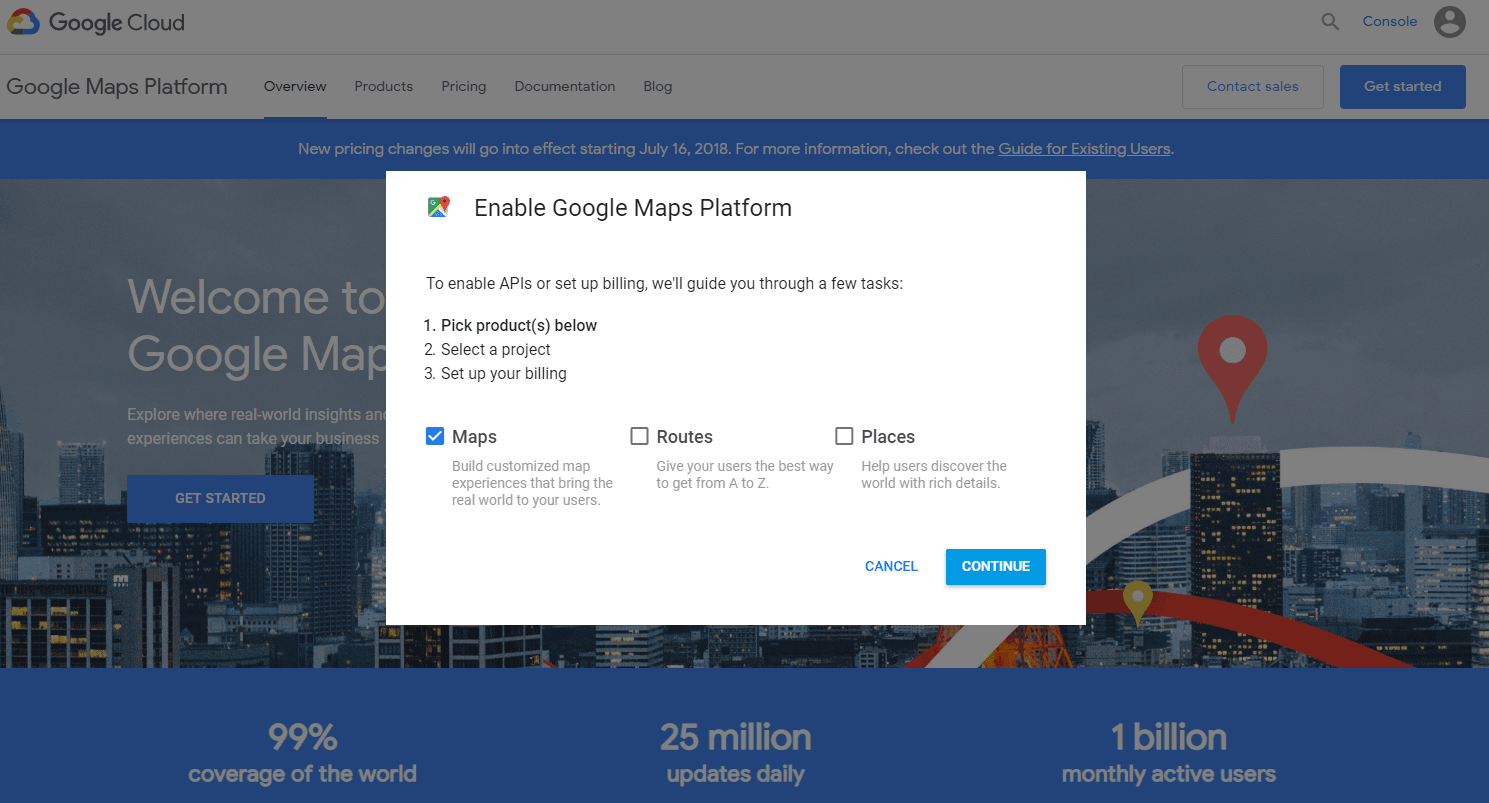 Google Cloud
Console
Google Maps Platform
Overview
Products
Pricing
Documentation
Blog
Contact sales
Get started
New pricing changes will go into effect starting July 16, 2018. For more information, check out the Guide for Existing Users.
Welcome to
Google Map
Explore where real-world insights and
experiences can take your business
GET STARTED
Enable Google Maps Platform
To enable APIs or set up billing, we'll guide you through a few tasks:
1. Pick product(s) below
2. Select a project
3. Set up your billing
Maps
Build customized map
experiences that bring the
real world to your users.
Routes
Give your users the best way
to get from A to Z.
Places
Help users discover the
world with rich details.
CANCEL
CONTINUE
99%
coverage of the world
25 million
updates daily
1 billion
monthly active users